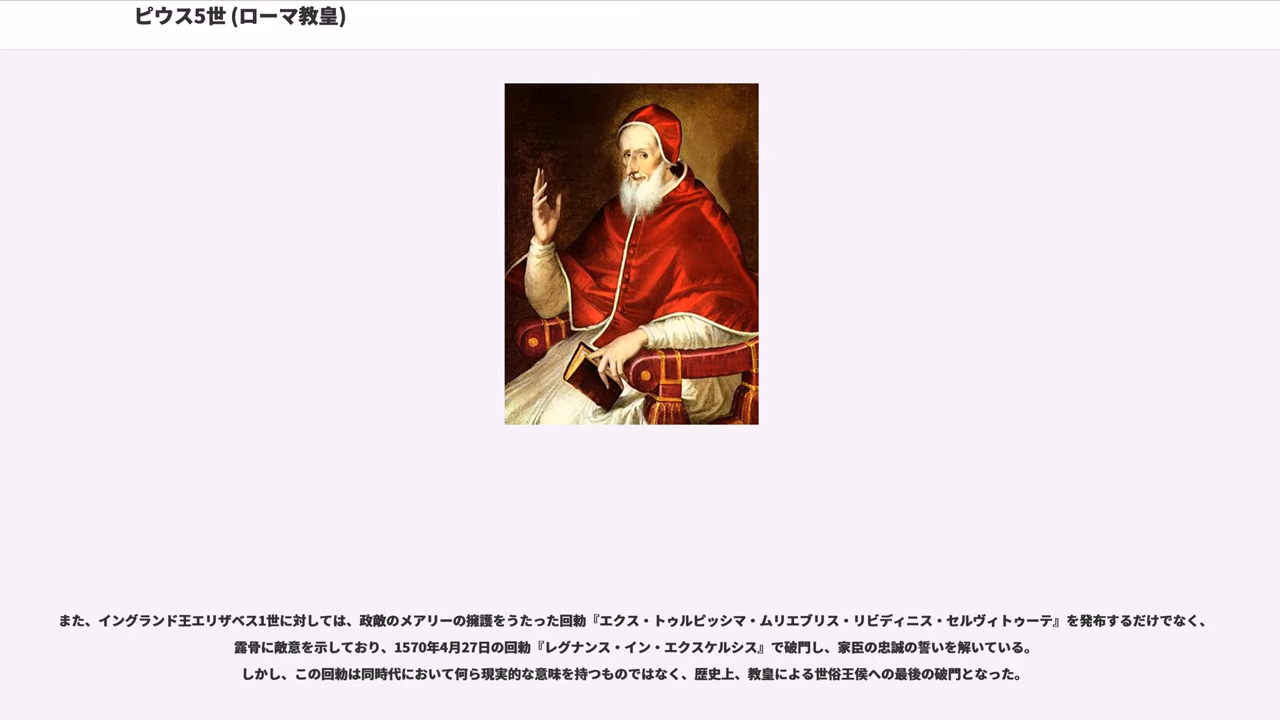 ピウス5世 (ローマ教皇)
また、イングランド王エリザベス1世に対しては、政敵のメアリーの擁護をうたった回勅『エクス・トゥルピッシマ・ムリエブリス・リビディニス・セルヴィトゥーテ』を発布するだけでなく、
露骨に敵意を示しており、1570年4月27日の回勅『レグナンス・イン・エクスケルシス』で破門し、家臣の忠誠の誓いを解いている。
しかし、この回勅は同時代において何ら現実的な意味を持つものではなく、歴史上、教皇による世俗王侯への最後の破門となった。